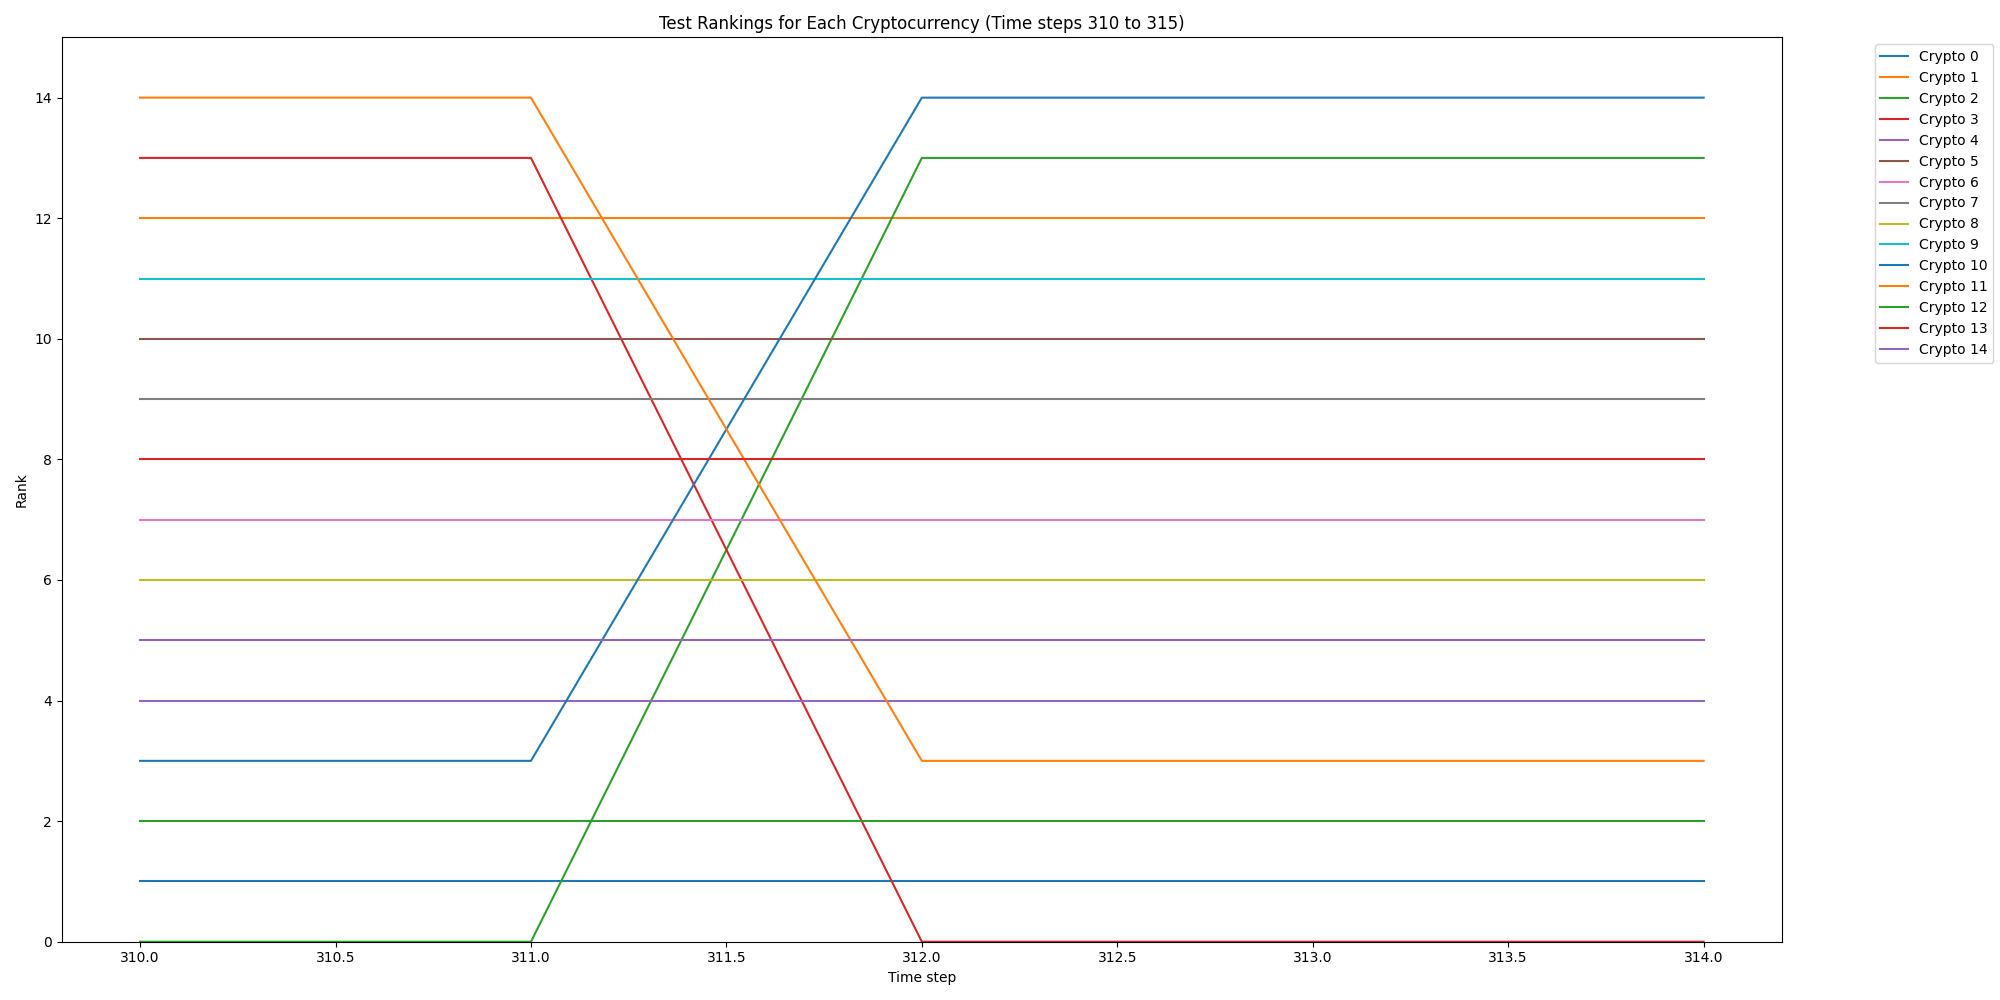 Test Rankings for Each Cryptocurrency (Time steps 310 to 315)
Rank
14
12
10
8
6
4
2
0
310.0
310.5
311.0
311.5
312.0
312.5
313.0
313.5
314.0
Time step
Crypto 0
Crypto 1
Crypto 2
Crypto 3
Crypto 4
Crypto 5
Crypto 6
Crypto 7
Crypto 8
Crypto 9
Crypto 10
Crypto 11
Crypto 12
Crypto 13
Crypto 14